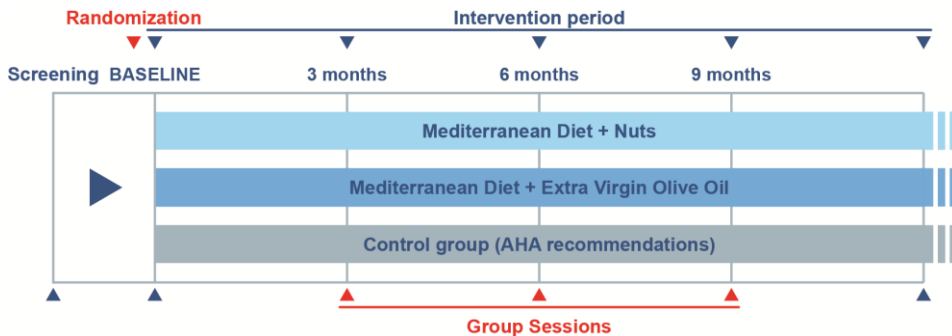 Randomization
Intervention period
Screening BASELINE 3 months 6 months 9 months
Mediterranean Diet + Nuts
Mediterranean Diet + Extra Virgin Olive Oil
Control group (AHA recommendations)
Group Sessions